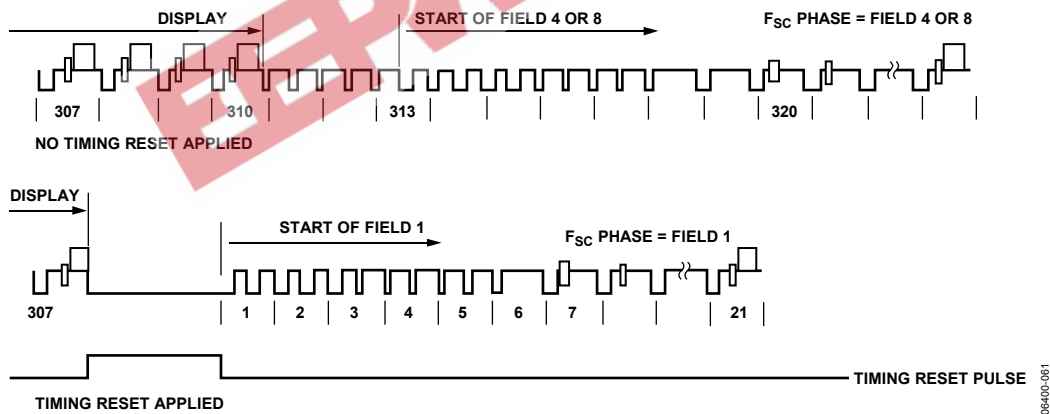 DISPLAY
START OF FIELD 4 OR 8
FSC PHASE = FIELD 4 OR 8
307
310
313
320
NO TIMING RESET APPLIED
DISPLAY
START OF FIELD 1
FSC PHASE = FIELD 1
307
1
2
3
4
5
6
7
21
TIMING RESET PULSE
TIMING RESET APPLIED
06400-061